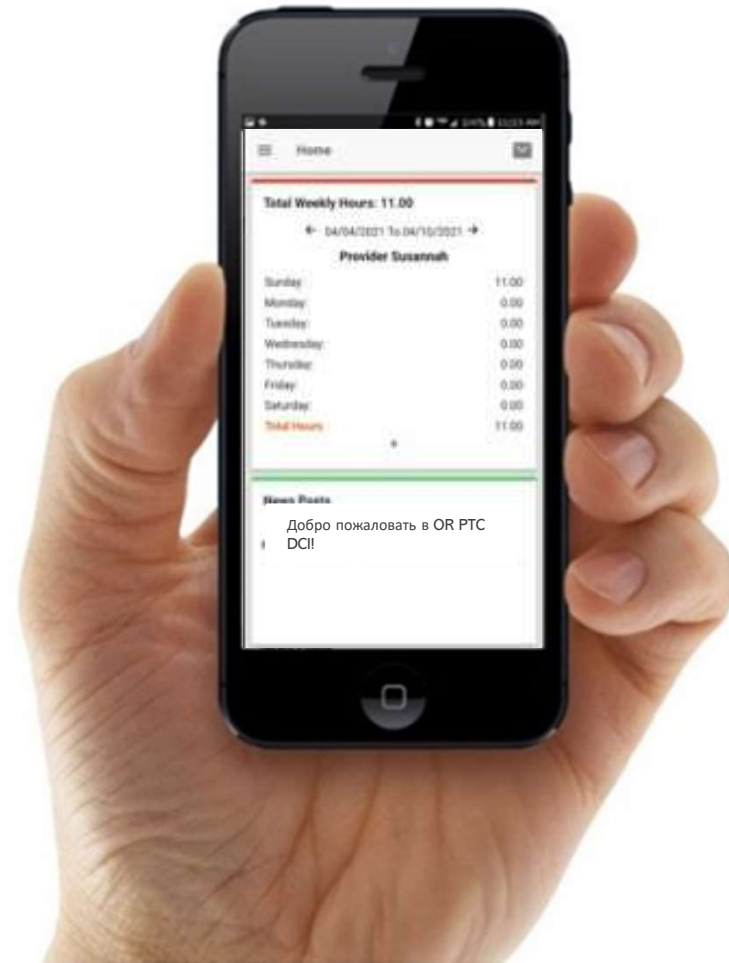 Home
Total Weekly Hours: 11.00
← 04/04/2021 To 04/10/2021 →
Provider Susannah
Sunday: 11.00
Monday: 0.00
Tuesday: 0.00
Wednesday: 0.00
Thursday: 0.00
Friday: 0.00
Saturday: 0.00
Total Hours 11.00
News Posts
Добро пожаловать в OR PTC
DCI!